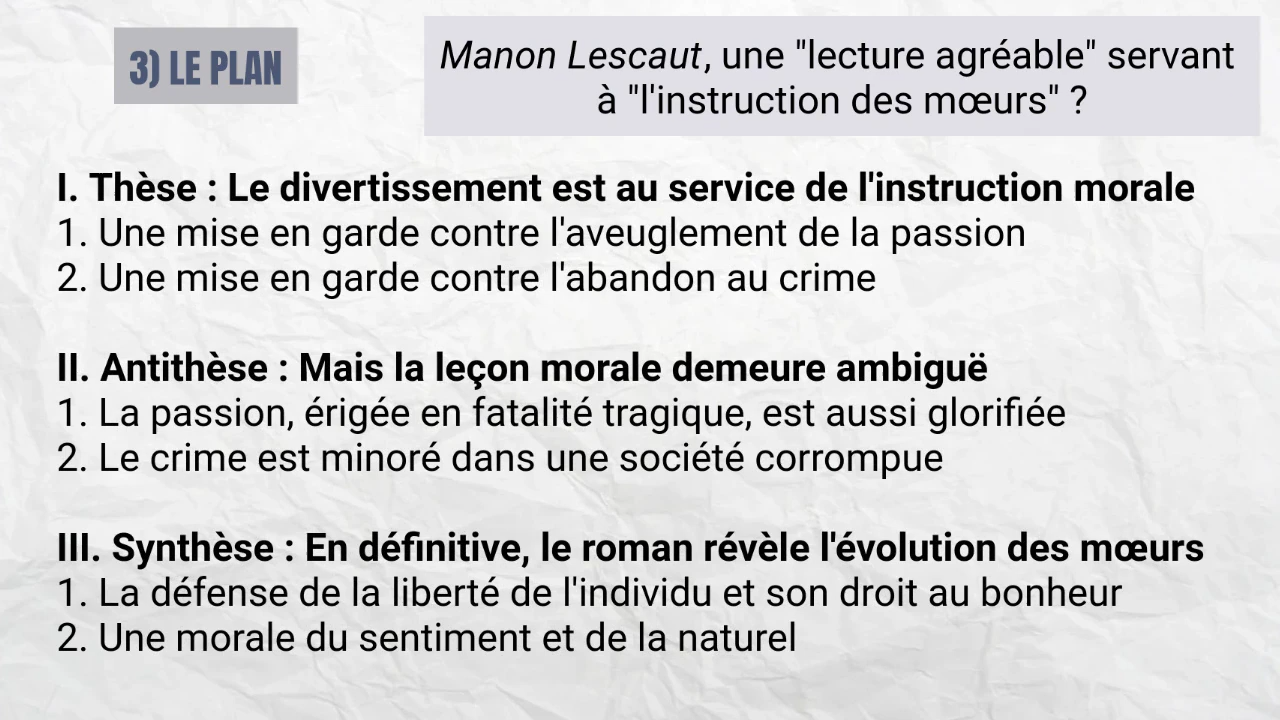 3) LE PLAN
Manon Lescaut, une "lecture agréable" servant
à "l'instruction des mœurs" ?
I. Thèse : Le divertissement est au service de l'instruction morale
1. Une mise en garde contre l'aveuglement de la passion
2. Une mise en garde contre l'abandon au crime
II. Antithèse : Mais la leçon morale demeure ambiguë
1. La passion, érigée en fatalité tragique, est aussi glorifiée
2. Le crime est minoré dans une société corrompue
III. Synthèse : En définitive, le roman révèle l'évolution des mœurs
1. La défense de la liberté de l'individu et son droit au bonheur
2. Une morale du sentiment et de la naturel